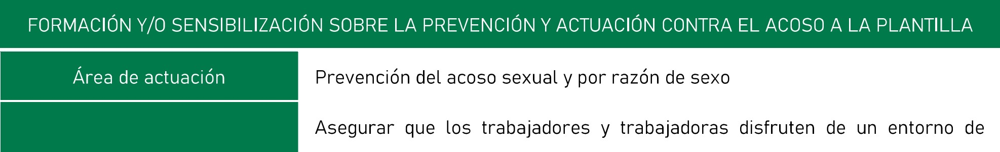 FORMACIÓN Y/O SENSIBILIZACIÓN SOBRE LA PREVENCIÓN Y ACTUACIÓN CONTRA EL ACOSO A LA PLANTILLA
Área de actuación
Prevención del acoso sexual y por razón de sexo
Asegurar que los trabajadores y trabajadoras disfruten de un entorno de